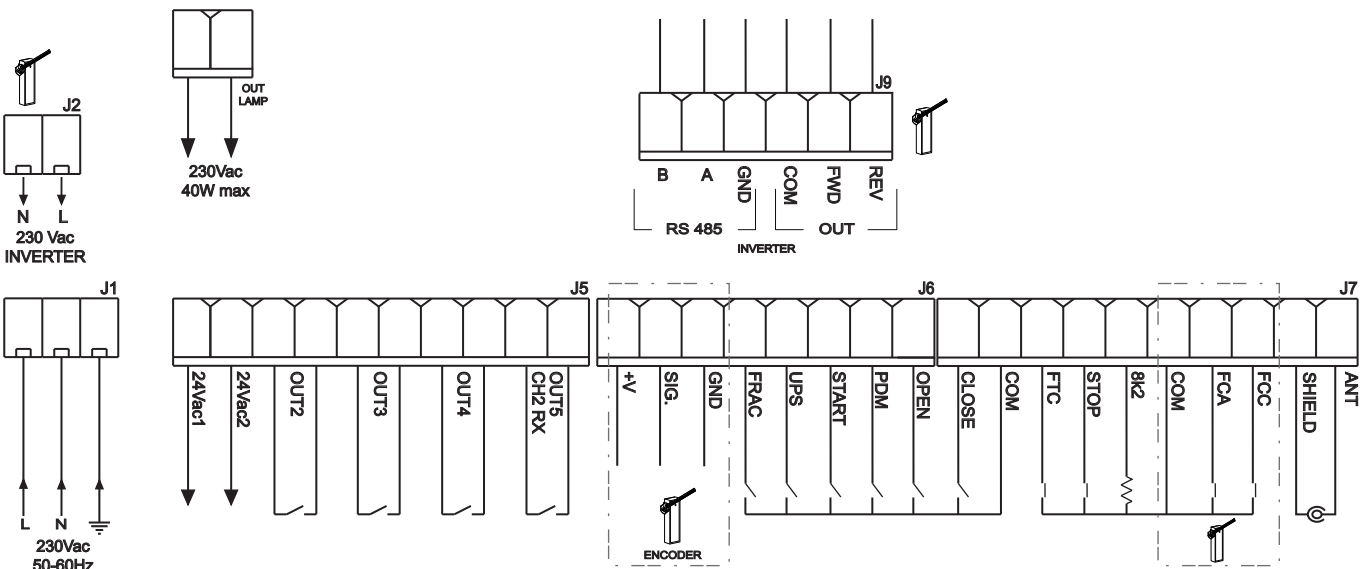 J2
N L
230 Vac
INVERTER
OUT
LAMP
230Vac
40W max
J9
B A GND COM FWD REV
RS 485 OUT
INVERTER
J1
L N
230Vac
50-60Hz
J5
24Vac1
24Vac2
OUT2
OUT3
OUT4
OUT5
CH2 RX
J6
+V
SIG.
GND
FRAC
UPS
START
PDM
OPEN
ENCODER
J7
CLOSE
COM
FTC
STOP
8k2
COM
FCA
FCC
SHIELD
ANT